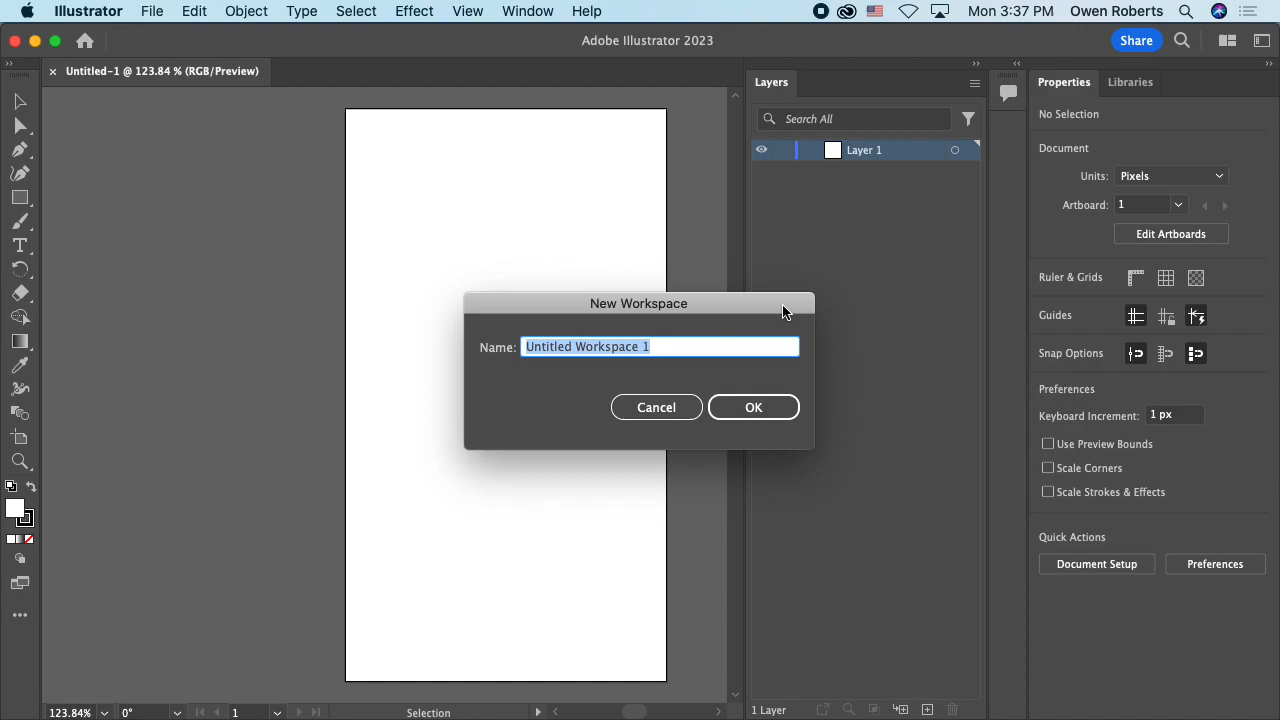 Illustrator File Edit Object Type Select Effect View Window Help Mon 3:37 PM Owen Roberts
Adobe Illustrator 2023
Share
Untitled-1 @ 123.84 % (RGB/Preview)
Layers
Search All
Layer 1
Properties Libraries
No Selection
Document
Units: Pixels
Artboard: 1
Edit Artboards
Ruler & Grids
Guides
Snap Options
Preferences
Keyboard Increment: 1 px
Use Preview Bounds
Scale Corners
Scale Strokes & Effects
Quick Actions
Document Setup Preferences
New Workspace
Name: Untitled Workspace 1
Cancel OK
123.84% 0° 1 Selection
1 Layer